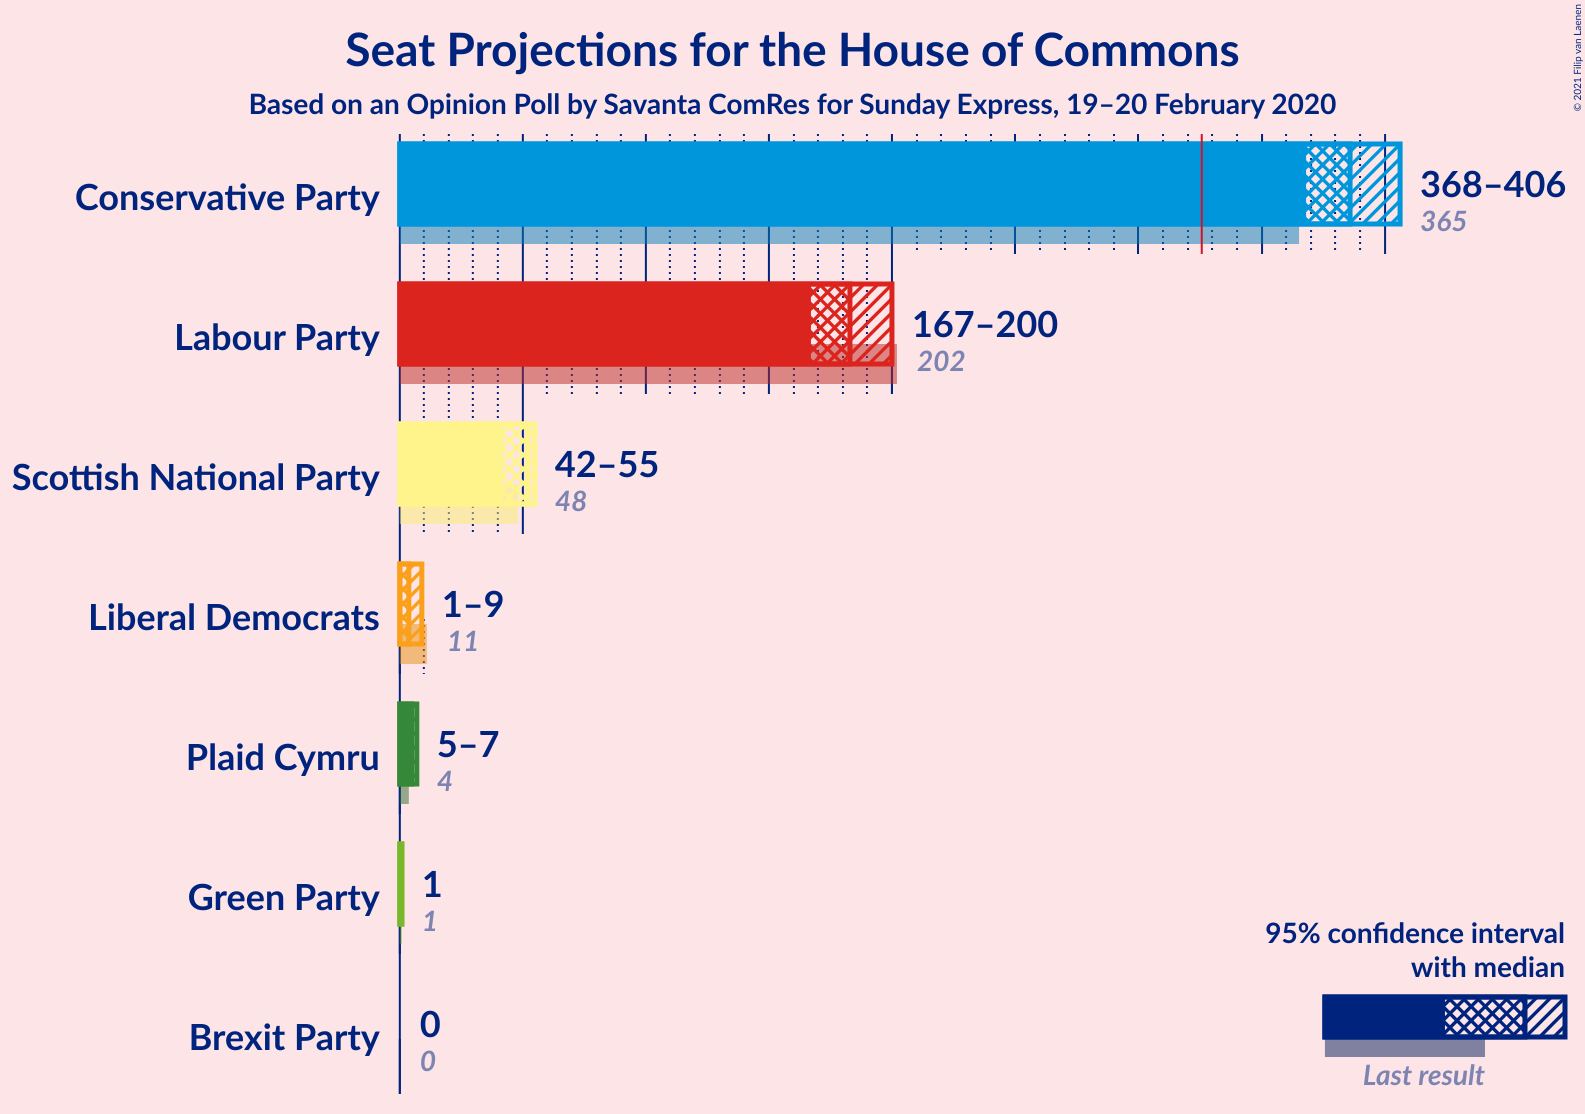 Seat Projections for the House of Commons
Based on an Opinion Poll by Savanta ComRes for Sunday Express, 19–20 February 2020
© 2021 Filip van Laenen
Conservative Party
368–406
365
Labour Party
167–200
202
Scottish National Party
42–55
48
Liberal Democrats
1–9
11
Plaid Cymru
5–7
4
Green Party
1
1
Brexit Party
0
0
95% confidence interval
with median
Last result